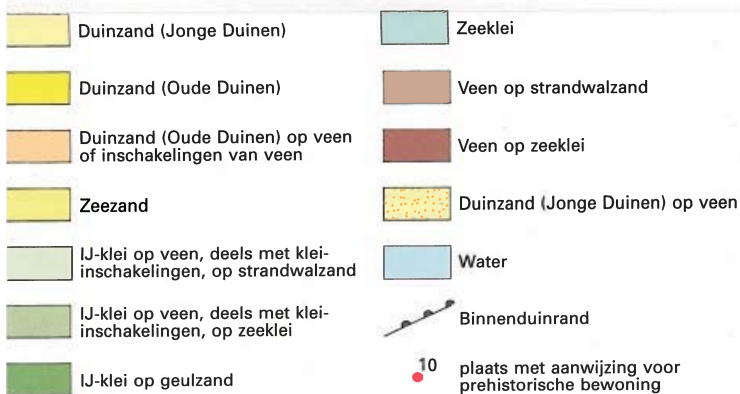 Duinzand (Jonge Duinen)
Duinzand (Oude Duinen)
Duinzand (Oude Duinen) op veen
of inschakelingen van veen
Zeezand
IJ-klei op veen, deels met klei-
inschakelingen, op strandwalzand
IJ-klei op veen, deels met klei-
inschakelingen, op zeeklei
IJ-klei op geulzand
Zeeklei
Veen op strandwalzand
Veen op zeeklei
Duinzand (Jonge Duinen) op veen
Water
Binnenduinrand
10
plaats met aanwijzing voor
prehistorische bewoning